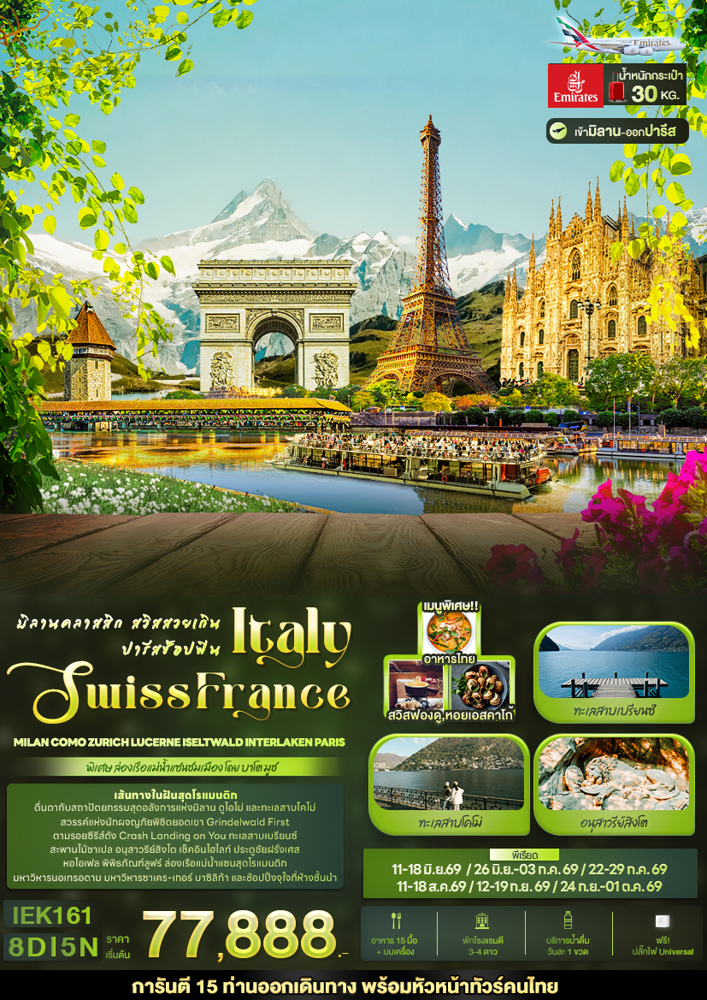 Emirates
Emirates
น้ำหนักกระเป๋า
30 KG.
เข้ามิลาน-ออกปารีส
มิลานคลาสสิก สวิสสวยเกิน
ปารีสช้อปฟิน
Italy
SwissFrance
MILAN COMO ZURICH LUCERNE ISELTWALD INTERLAKEN PARIS
พิเศษ ล่องเรือแม่น้ำแซนชมเมือง โดย บาโตมูช
เส้นทางในฝันสุดโรแมนติก
ตื่นตากับสถาปัตยกรรมสุดอลังการแห่งมิลาน ดูโอโม่ และทะเลสาบโคโม่
สวรรค์แห่งนักผจญภัยพิชิตยอดเขา Grindelwald First
ตามรอยซีรีส์ดัง Crash Landing on You ทะเลสาบเบรียนซ์
สะพานไม้ชาเปล อนุสาวรีย์สิงโต เช็คอินไฮไลท์ ประตูชัยฝรั่งเศส
หอไอเฟล พิพิธภัณฑ์ลูฟร์ ล่องเรือแม่น้ำแซนสุดโรแมนติก
มหาวิหารนอเทรอดาม มหาวิหารซาเคร-เกอร์ บาซิลิก้า และช้อปปิ้งจุใจที่ห้างชั้นนำ
IEK161
8D15N
ราคา
เริ่มต้น
77,888.-
เมนูพิเศษ!!
อาหารไทย
สวิสฟองดู,หอยเอสคาโก้
ทะเลสาบเบรียนซ์
ทะเลสาบโคโม่
อนุสาวรีย์สิงโต
พีเรียด
11-18 มิ.ย.69 / 26 มิ.ย.-03 ก.ค. 69 / 22-29 ก.ค. 69
11-18 ส.ค.69 / 12-19 ก.ย. 69 / 24 ก.ย.-01 ต.ค. 69
อาหาร 15 มื้อ
+ บนเครื่อง
พักโรงแรมดี
3-4 ดาว
บริการน้ำดื่ม
วันละ 1 ขวด
ฟรี!
ปลั๊กไฟ Universal
การันตี 15 ท่านออกเดินทาง พร้อมหัวหน้าทัวร์คนไทย